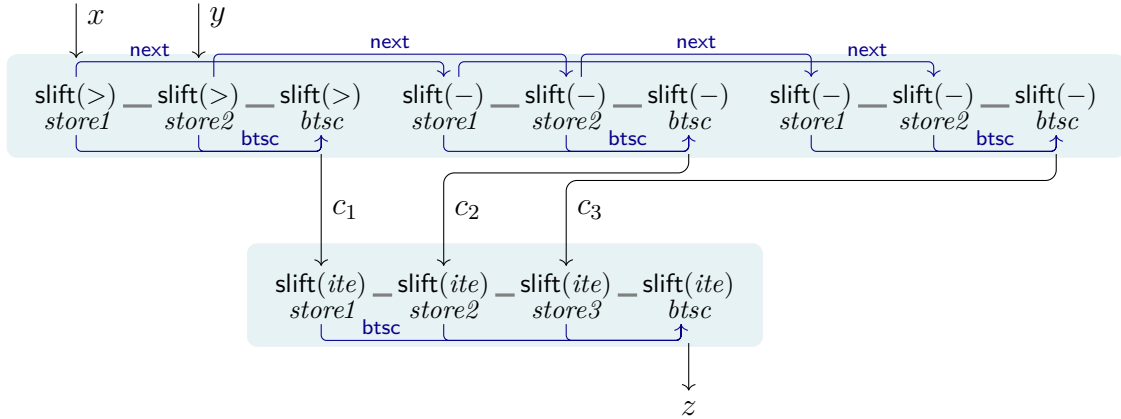 x y
next next next next
slift(>) slift(>) slift(>) slift(−) slift(−) slift(−) slift(−) slift(−) slift(−)
store1 store2 btsc store1 store2 btsc store1 store2 btsc
btsc btsc btsc
c1 c2 c3
slift(ite) slift(ite) slift(ite) slift(ite)
store1 store2 store3 btsc
btsc
z